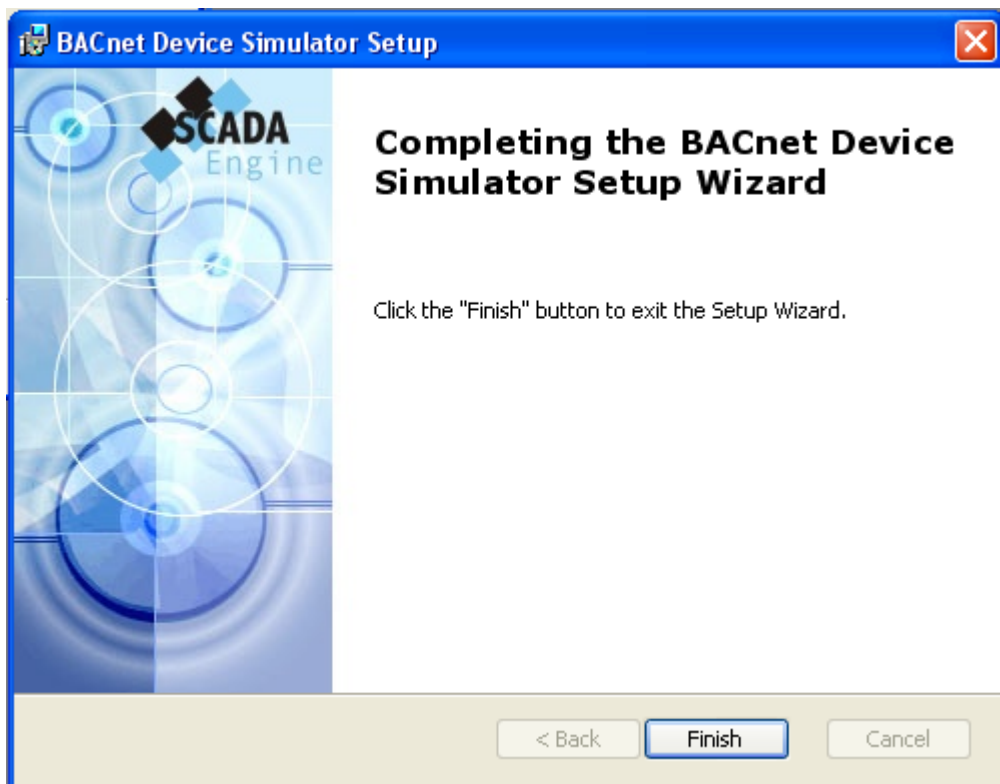 BACnet Device Simulator Setup
SCADA
Engine
Completing the BACnet Device
Simulator Setup Wizard
Click the "Finish" button to exit the Setup Wizard.
< Back Finish Cancel